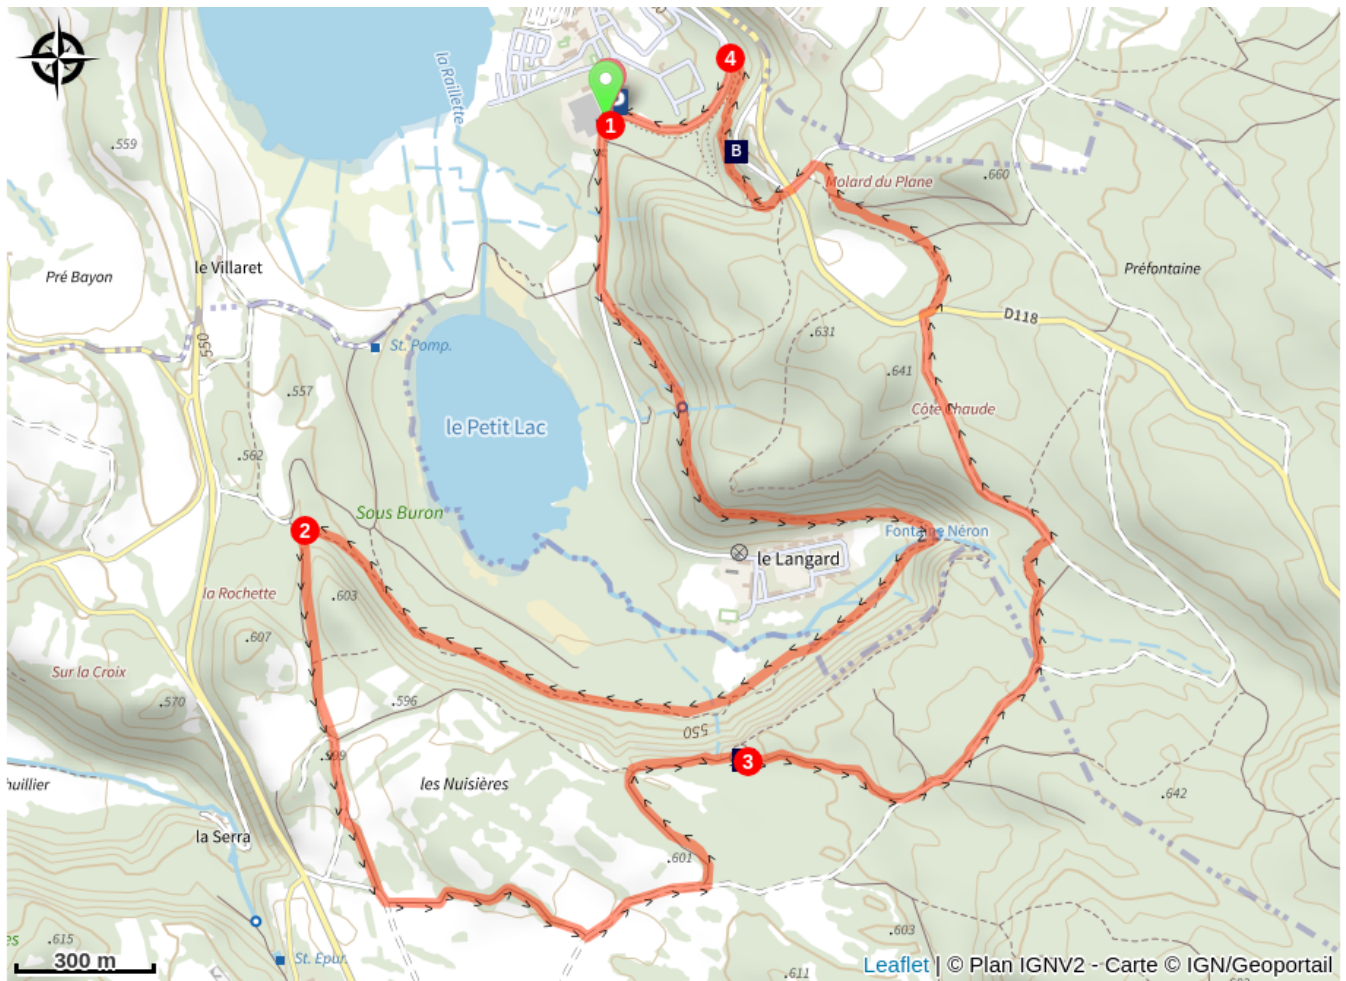 la Raillette
4
1
B
559
Molard du Plane
660
le Villaret
Pré Bayon
Préfontaine
D118
550
St. Pomp.
631
641
557
Côte Chaude
le Petit Lac
562
Sous Buron
2
Fontaine Néron
le Langard
la Rochette
603
607
Sur la Croix
570
596
550
599
3
les Nuisières
huillier
642
la Serra
601
603
es
615
St. Epur.
300 m
611
Leaflet | © Plan IGNV2 - Carte © IGN/Geoportail